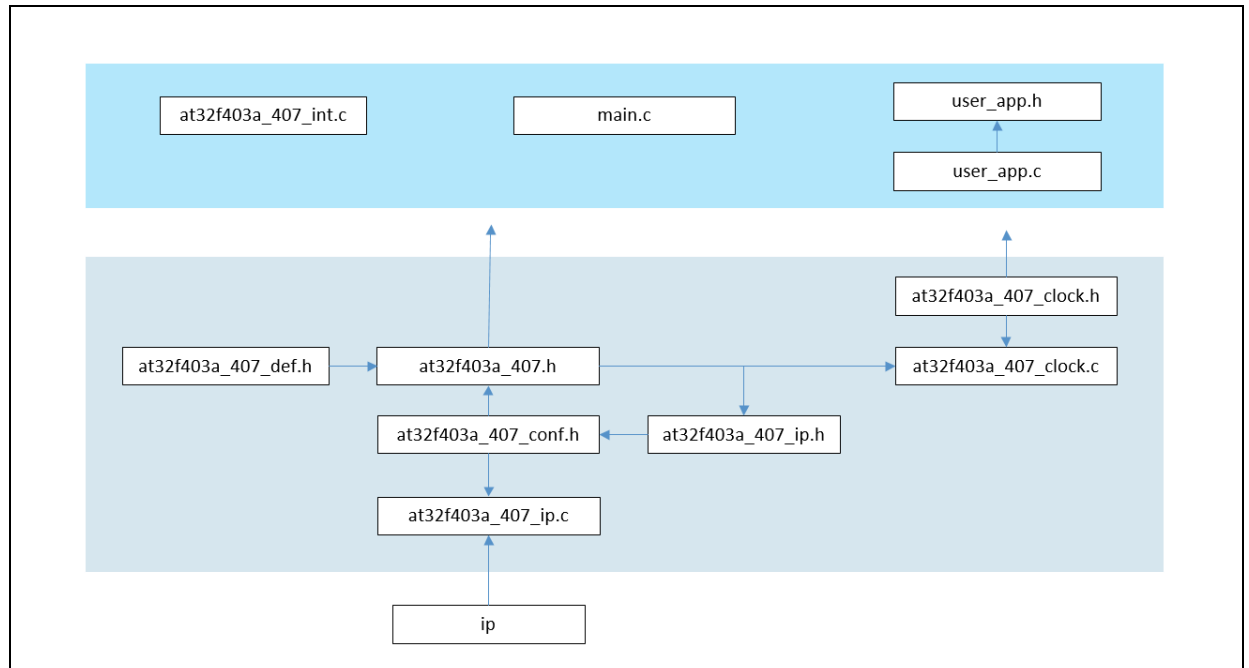 at32f403a_407_int.c
main.c
user_app.h
user_app.c
at32f403a_407_clock.h
at32f403a_407_def.h
at32f403a_407.h
at32f403a_407_clock.c
at32f403a_407_conf.h
at32f403a_407_ip.h
at32f403a_407_ip.c
ip